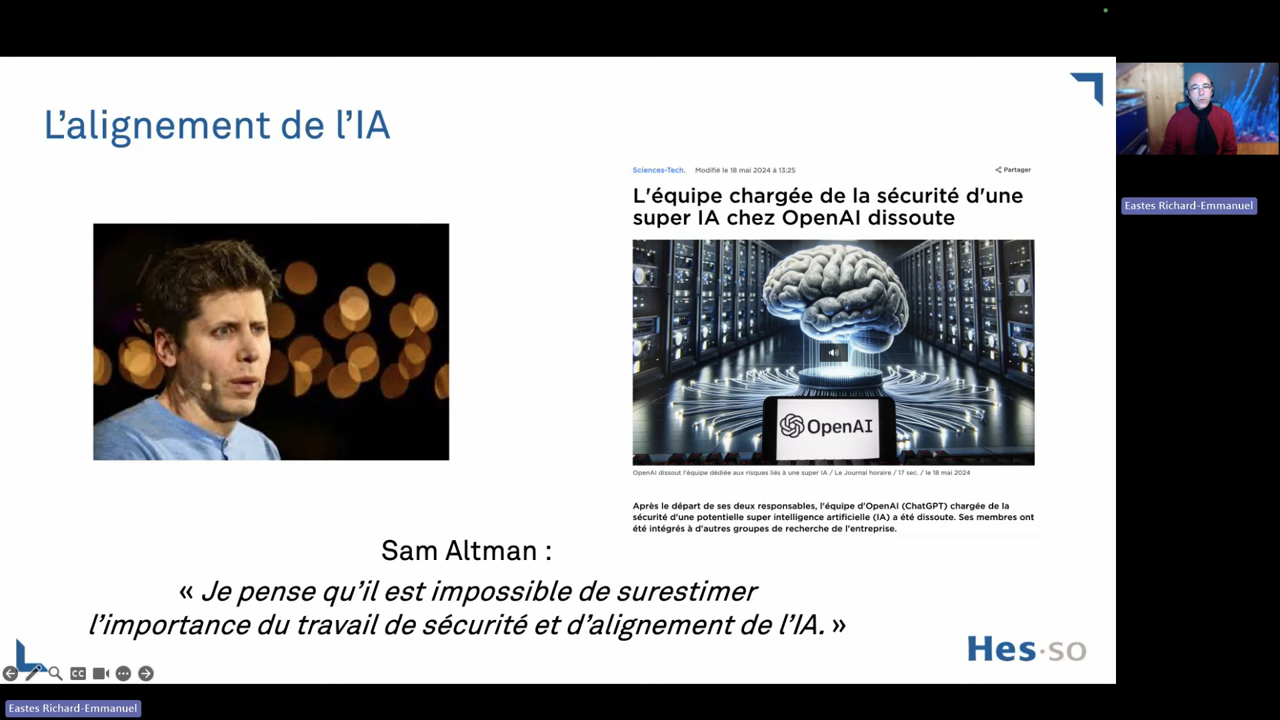 L'alignement de l'IA
Sciences-Tech. Modifié le 18 mai 2024 à 13:25
Partager
L'équipe chargée de la sécurité d'une
super IA chez OpenAI dissoute
OpenAI
OpenAI dissout l'équipe dédiée aux risques liés à une super IA / Le Journal horaire / 17 sec. / le 18 mai 2024
Après le départ de ses deux responsables, l'équipe d'OpenAI (ChatGPT) chargée de la
sécurité d'une potentielle super intelligence artificielle (IA) a été dissoute. Ses membres ont
été intégrés à d'autres groupes de recherche de l'entreprise.
Sam Altman :
« Je pense qu'il est impossible de surestimer
l'importance du travail de sécurité et d'alignement de l'IA. »
Hes·so
CC
Eastes Richard-Emmanuel
Eastes Richard-Emmanuel